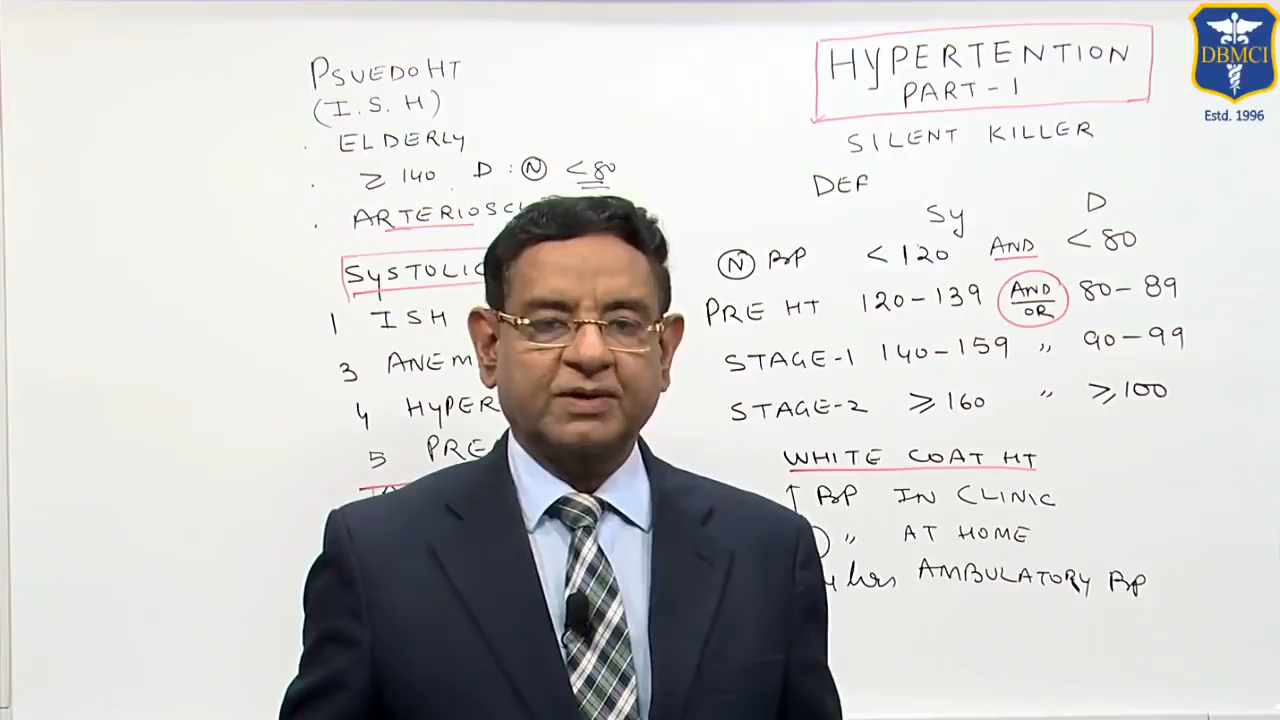 PSUEDOHT
(I.S.H)
. ELDERLY
. ≥ 140 D : N <80
. ARTERIOSC
SYSTOLIC
1 ISH
3 ANEM
4 HYPER
5 PRE
HYPERTENTION
PART-1
SILENT KILLER
DEF
Sy D
N BP <120 AND <80
PRE HT 120-139 AND/OR 80-89
STAGE-1 140-159 " 90-99
STAGE-2 ≥160 " ≥100
WHITE COAT HT
↑ BP IN CLINIC
" AT HOME
hrs AMBULATORY BP
DBMCI
Estd. 1996